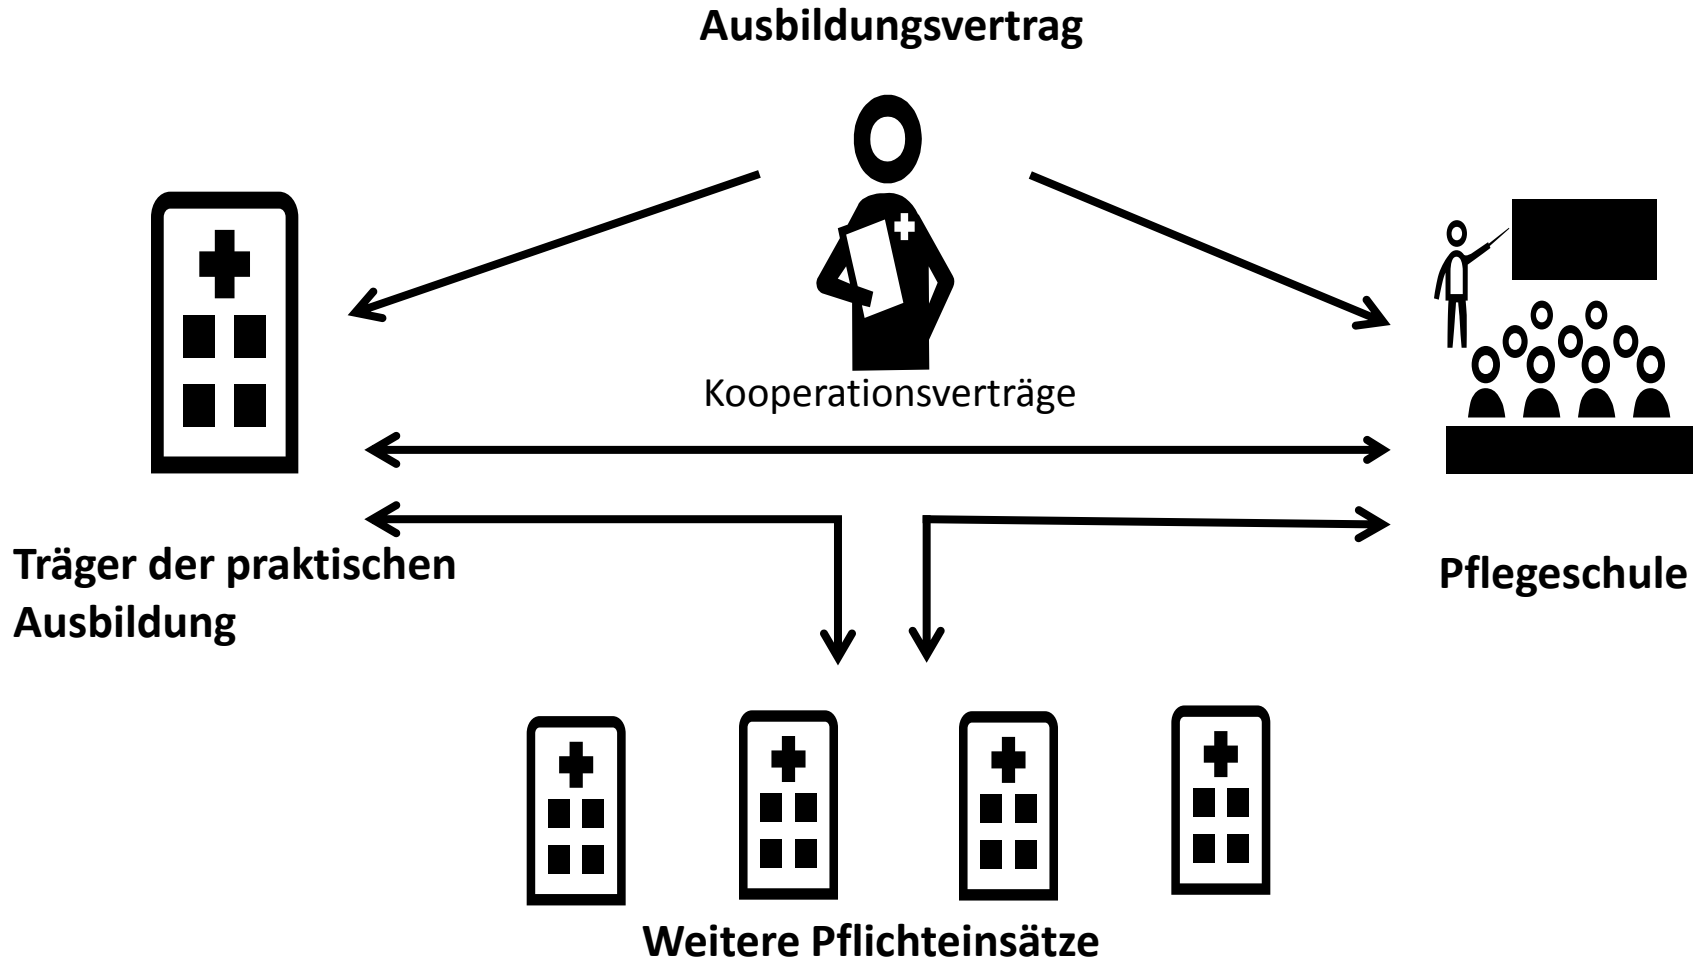 Ausbildungsvertrag
Kooperationsverträge
Träger der praktischen
Ausbildung
Pflegeschule
Weitere Pflichteinsätze